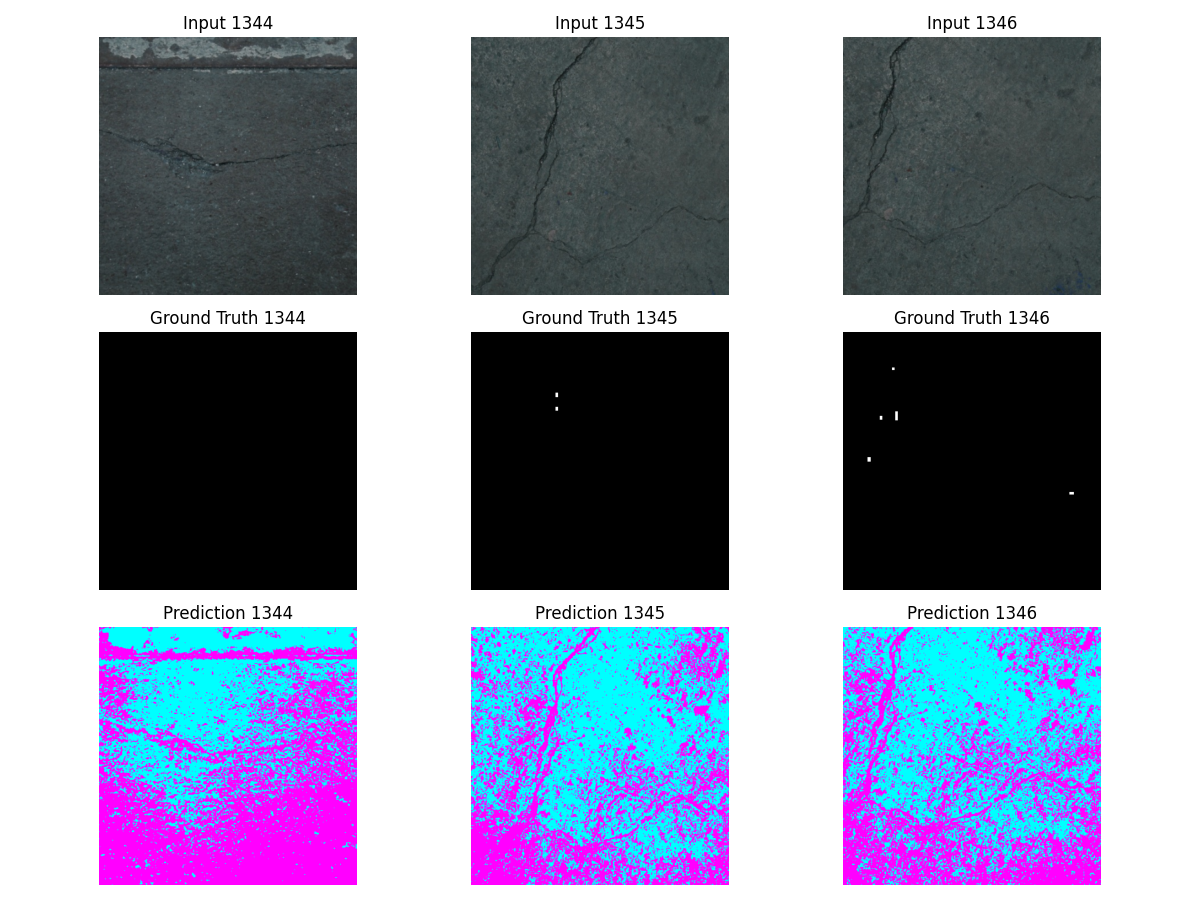 Input 1344
Input 1345
Input 1346
Ground Truth 1344
Ground Truth 1345
Ground Truth 1346
Prediction 1344
Prediction 1345
Prediction 1346